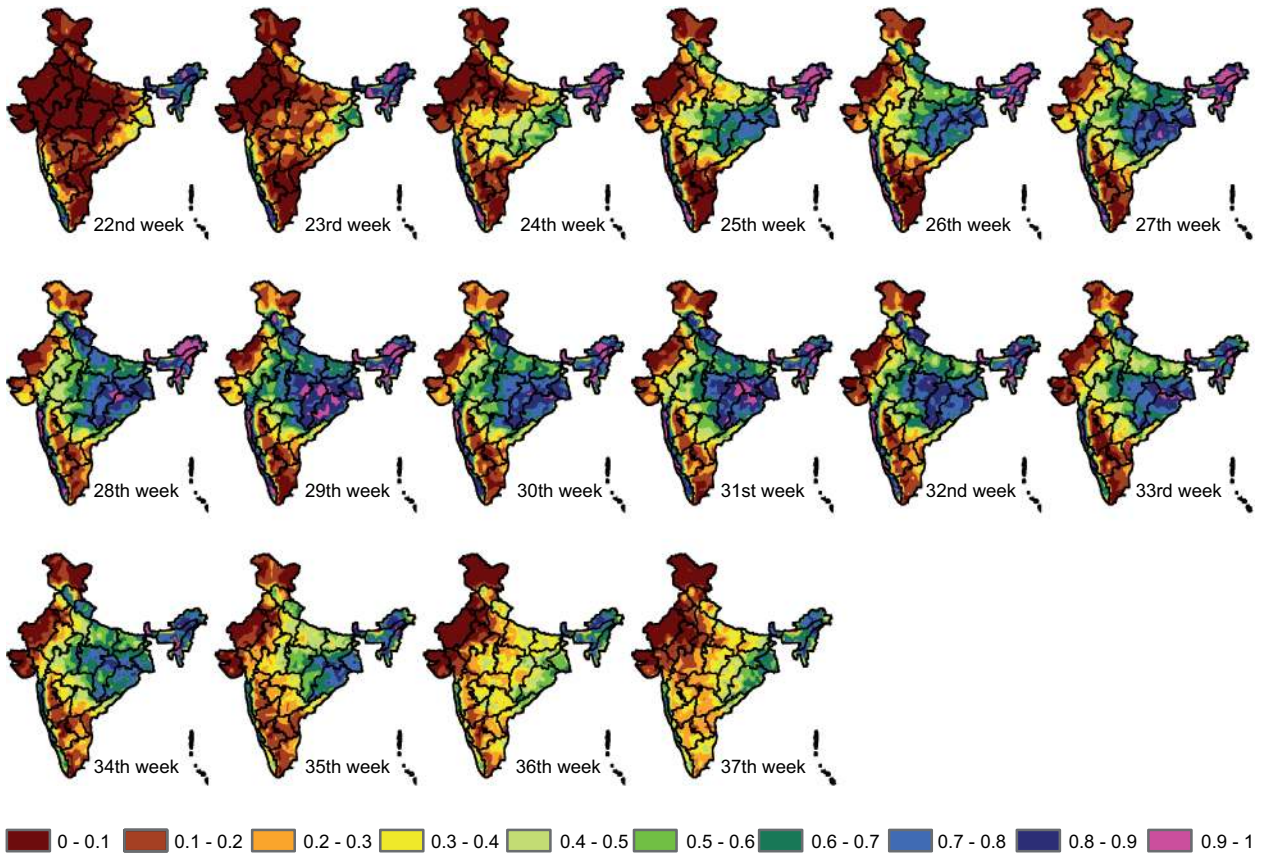 22nd week 23rd week 24th week 25th week 26th week 27th week
28th week 29th week 30th week 31st week 32nd week 33rd week
34th week 35th week 36th week 37th week
0 - 0.1 0.1 - 0.2 0.2 - 0.3 0.3 - 0.4 0.4 - 0.5 0.5 - 0.6 0.6 - 0.7 0.7 - 0.8 0.8 - 0.9 0.9 - 1